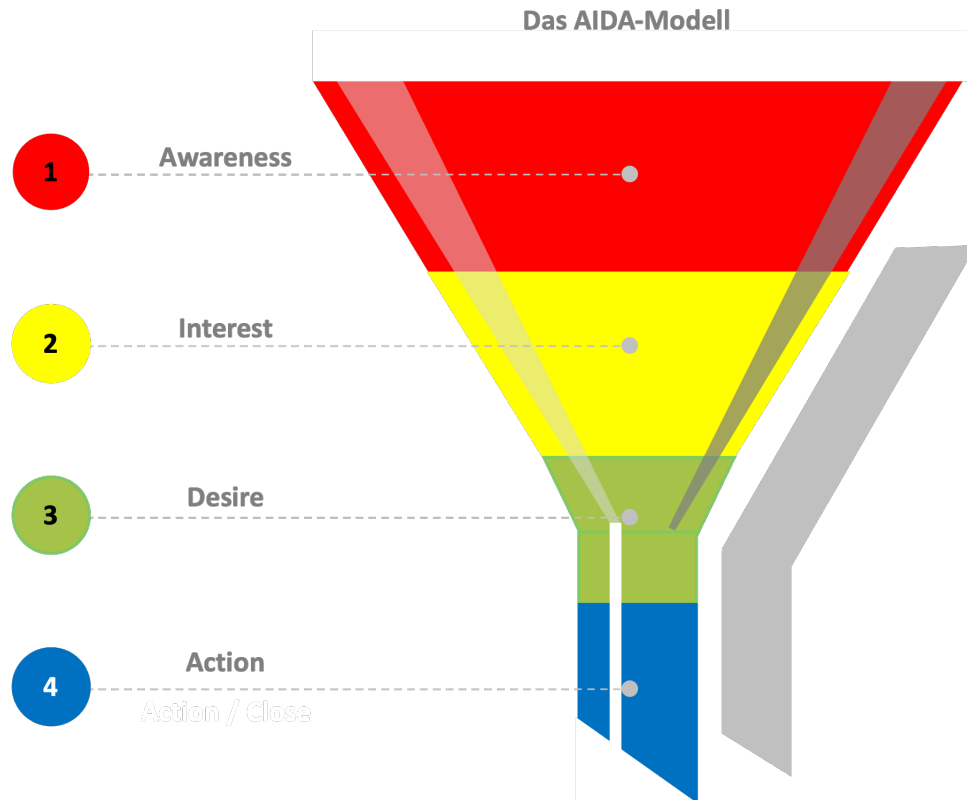 Das AIDA-Modell
1
Awareness
2
Interest
3
Desire
4
Action
Action / Close